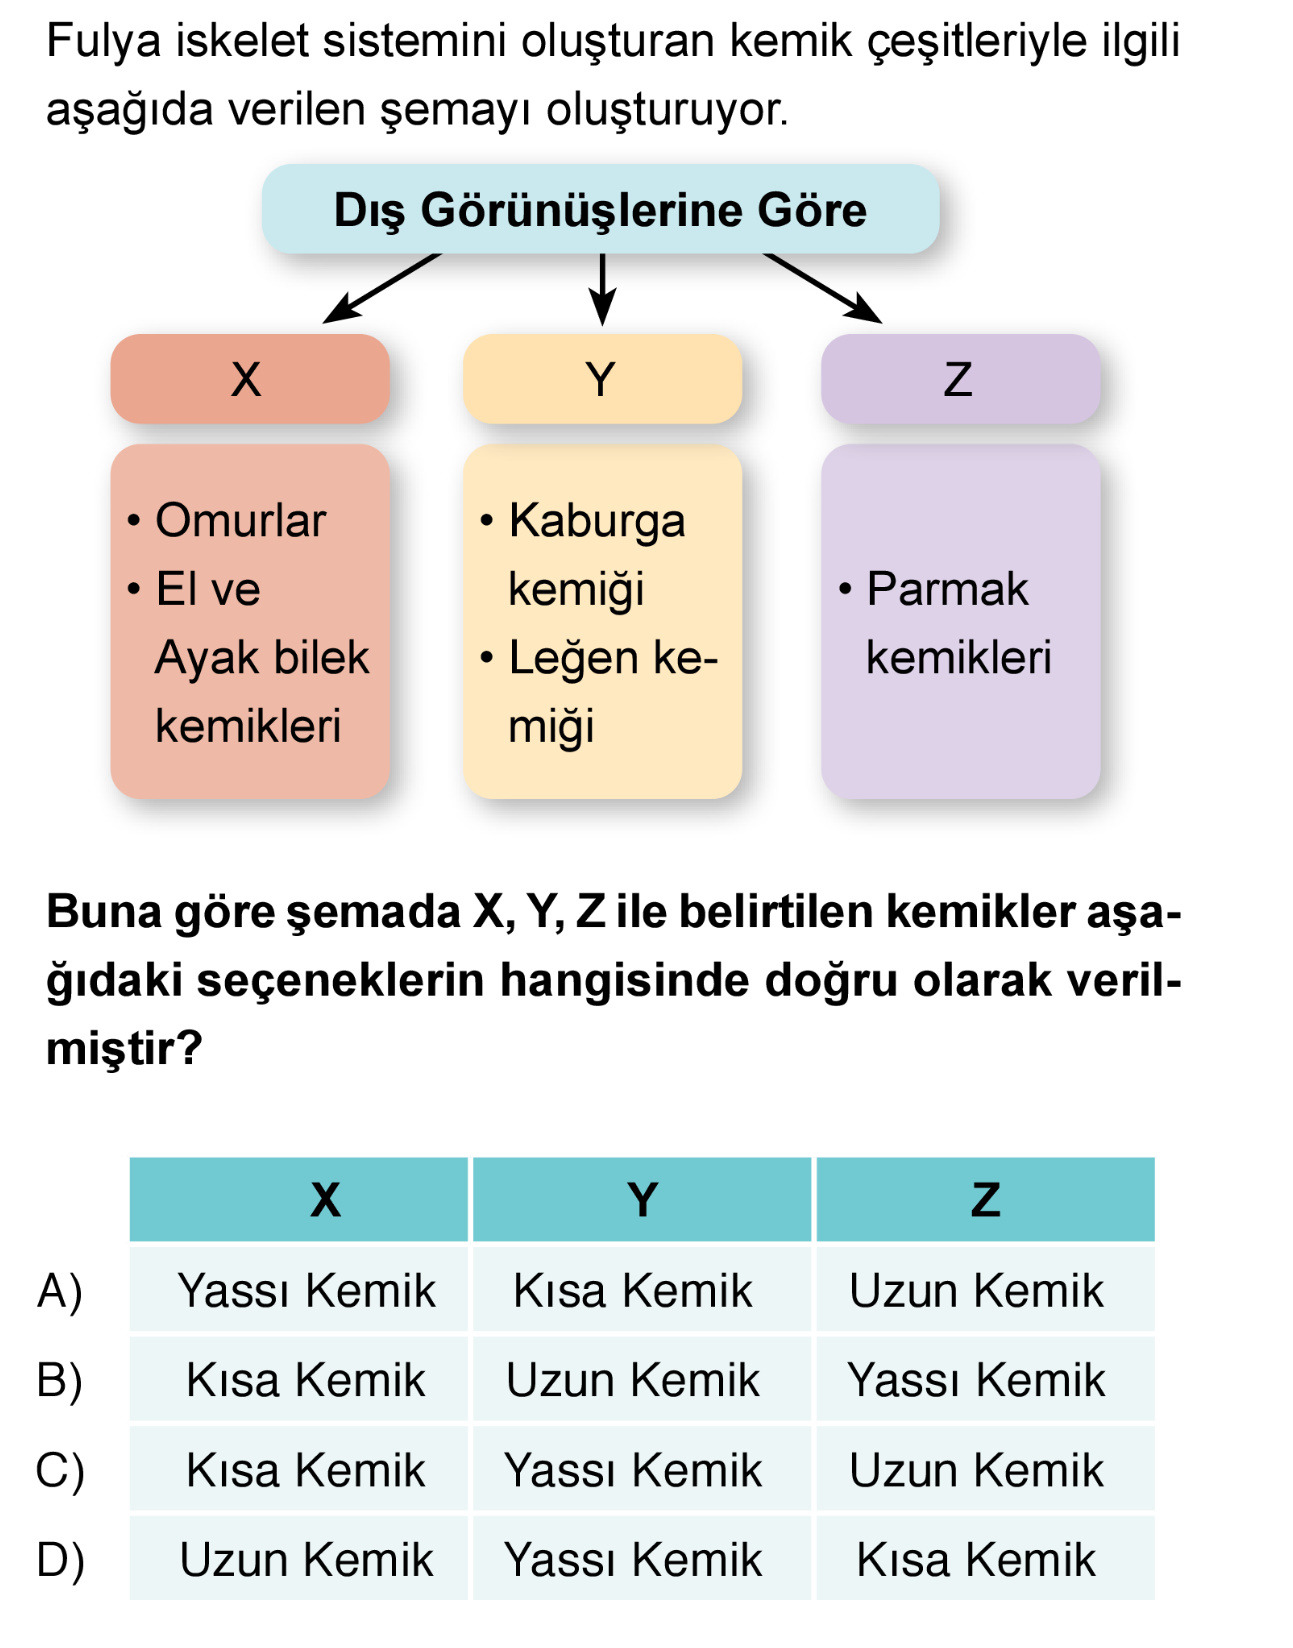 Fulya iskelet sistemini oluşturan kemik çeşitleriyle ilgili
aşağıda verilen şemayı oluşturuyor.
Dış Görünüşlerine Göre
X
Y
Z
• Omurlar
• El ve
Ayak bilek
kemikleri
• Kaburga
kemiği
• Leğen ke-
miği
• Parmak
kemikleri
Buna göre şemada X, Y, Z ile belirtilen kemikler aşa-
ğıdaki seçeneklerin hangisinde doğru olarak veril-
miştir?
X Y Z
A) Yassı Kemik Kısa Kemik Uzun Kemik
B) Kısa Kemik Uzun Kemik Yassı Kemik
C) Kısa Kemik Yassı Kemik Uzun Kemik
D) Uzun Kemik Yassı Kemik Kısa Kemik